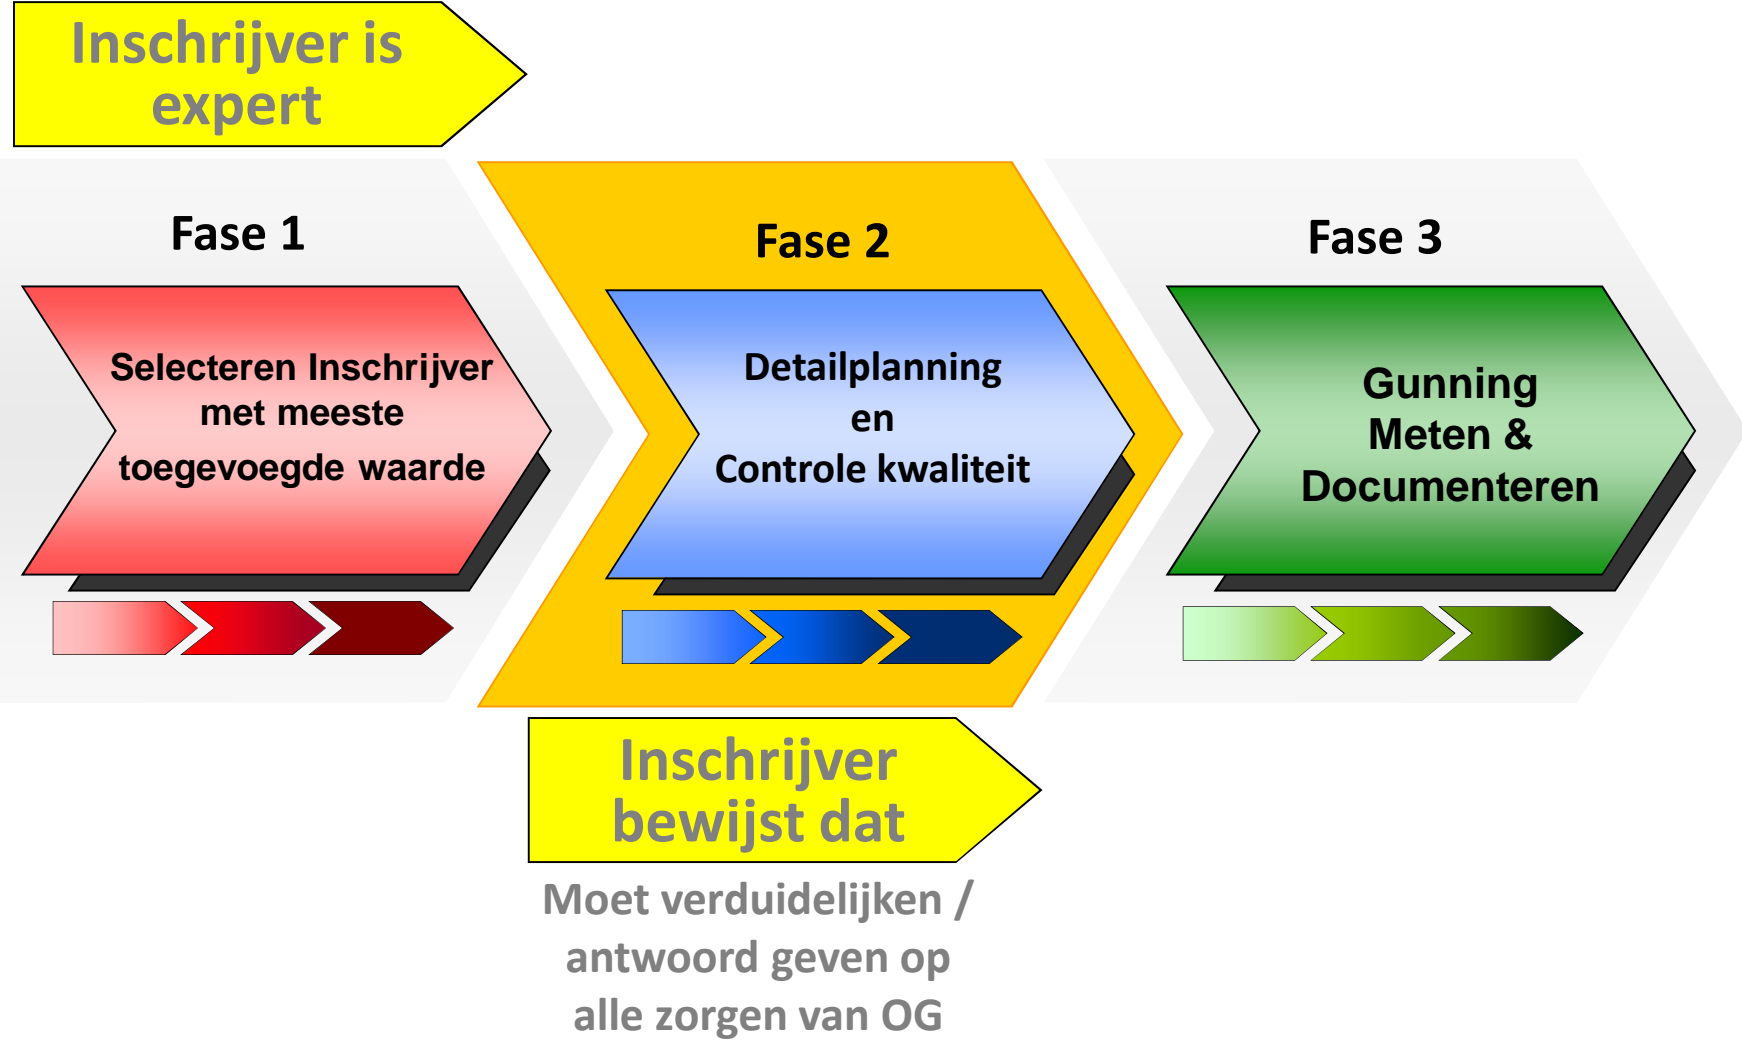 Inschrijver is
expert
Fase 1
Selecteren Inschrijver
met meeste
toegevoegde waarde
Fase 2
Detailplanning
en
Controle kwaliteit
Fase 3
Gunning
Meten &
Documenteren
Inschrijver
bewijst dat
Moet verduidelijken /
antwoord geven op
alle zorgen van OG